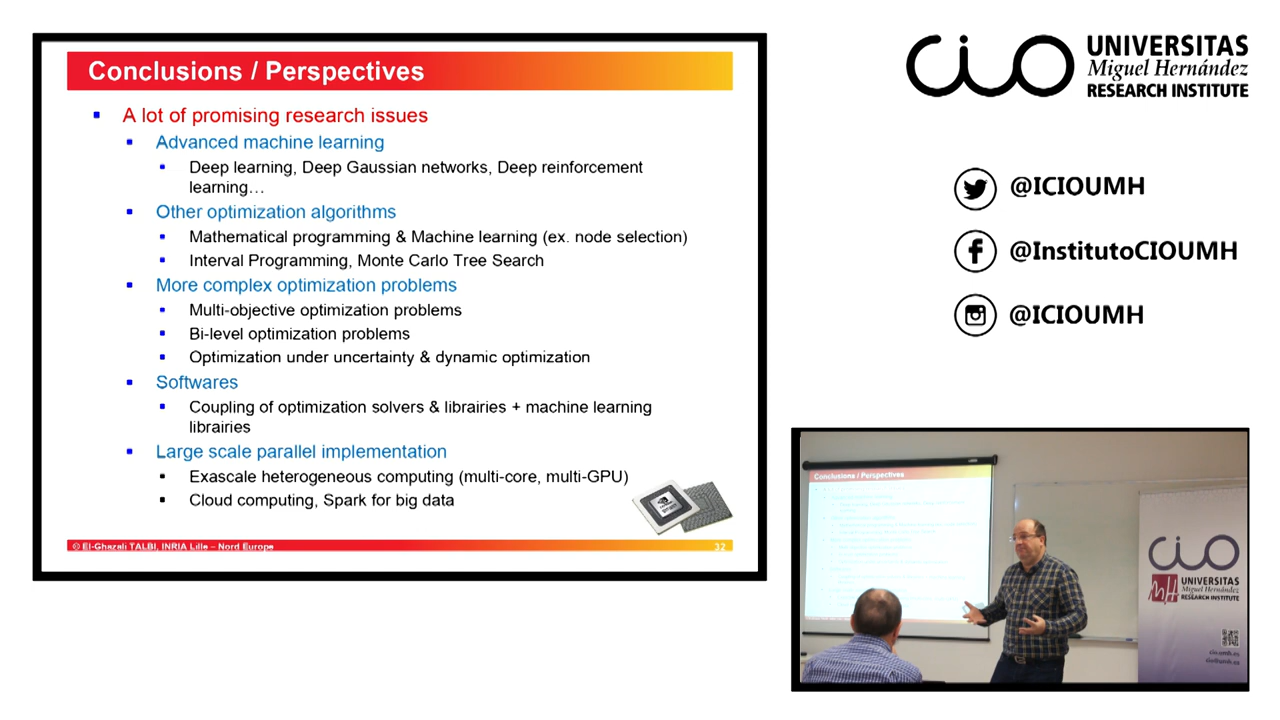 Conclusions / Perspectives
A lot of promising research issues
Advanced machine learning
Deep learning, Deep Gaussian networks, Deep reinforcement
learning…
Other optimization algorithms
Mathematical programming & Machine learning (ex. node selection)
Interval Programming, Monte Carlo Tree Search
More complex optimization problems
Multi-objective optimization problems
Bi-level optimization problems
Optimization under uncertainty & dynamic optimization
Softwares
Coupling of optimization solvers & librairies + machine learning
librairies
Large scale parallel implementation
Exascale heterogeneous computing (multi-core, multi-GPU)
Cloud computing, Spark for big data
© El-Ghazali TALBI, INRIA Lille – Nord Europe
32
cio
UNIVERSITAS
Miguel Hernández
RESEARCH INSTITUTE
@ICIOUMH
@InstitutoCIOUMH
@ICIOUMH
Conclusions / Perspectives
cio
UNIVERSITAS
Miguel Hernández
RESEARCH INSTITUTE
cio.umh.es